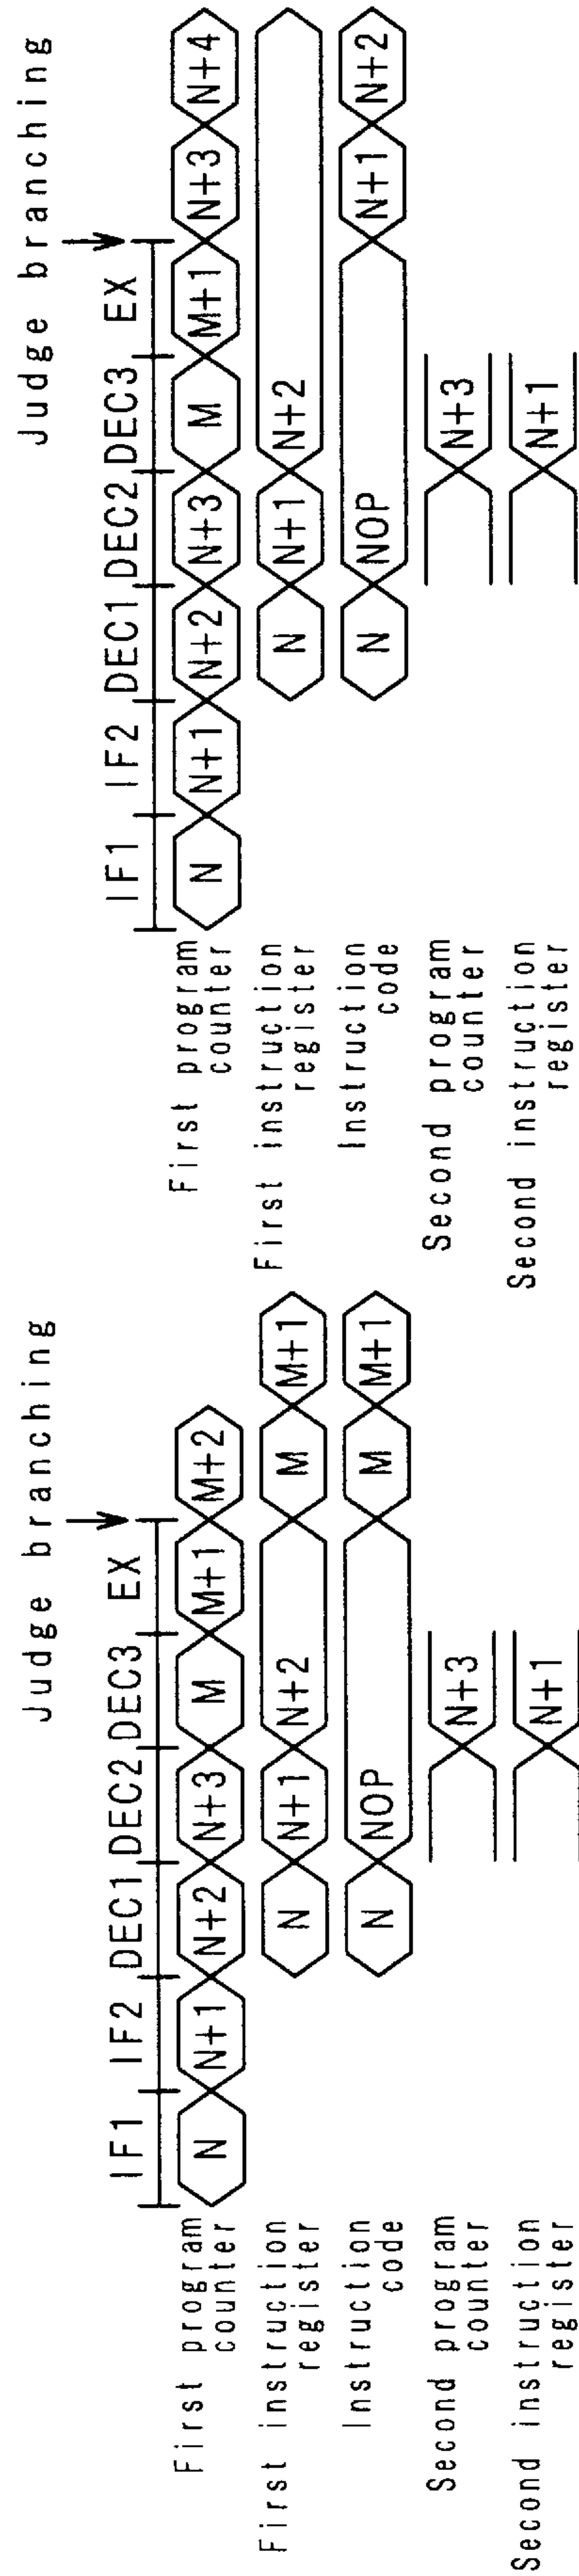 Judge branching
IF1 IF2 DEC1 DEC2 DEC3 EX
First program
counter
N N+1 N+2 N+3 M M+1 M+2
First instruction
register
N N+1 N+2 M M+1
Instruction
code
N NOP M M+1
Second program
counter
N+3
Second instruction
register
N+1
Judge branching
IF1 IF2 DEC1 DEC2 DEC3 EX
First program
counter
N N+1 N+2 N+3 M M+1 N+3 N+4
First instruction
register
N N+1 N+2
Instruction
code
N NOP N+1 N+2
Second program
counter
N+3
Second instruction
register
N+1